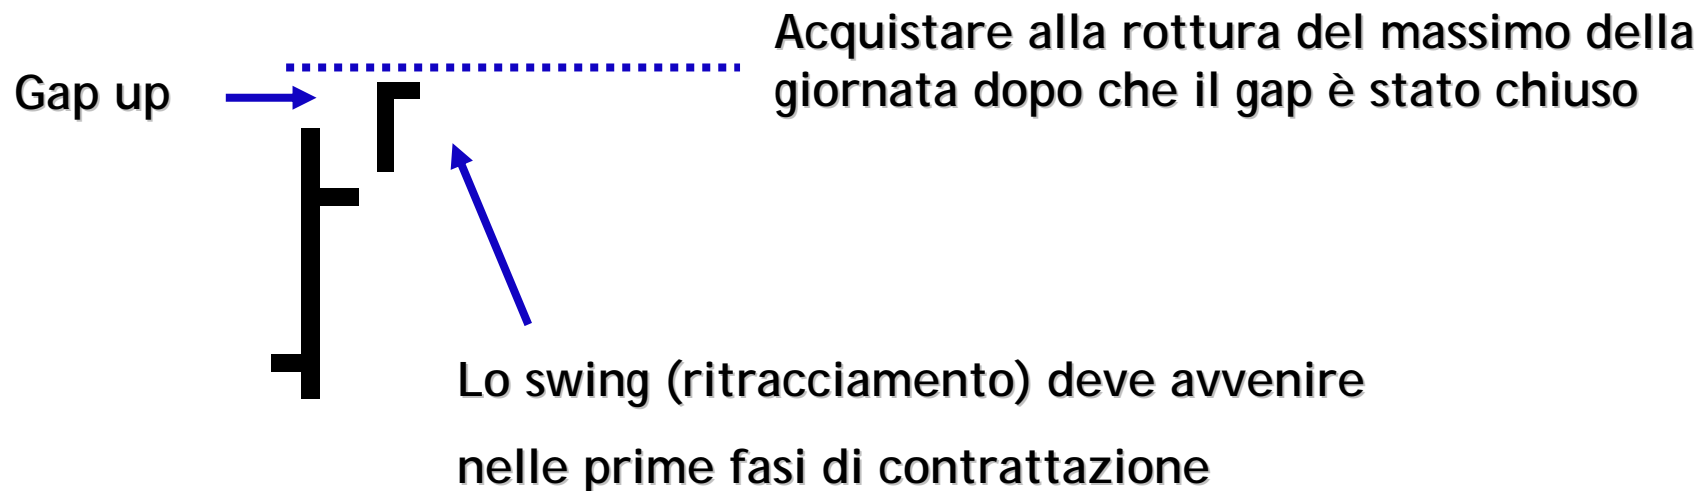 Acquistare alla rottura del massimo della
giornata dopo che il gap è stato chiuso
Gap up
Lo swing (ritracciamento) deve avvenire
nelle prime fasi di contrattazione